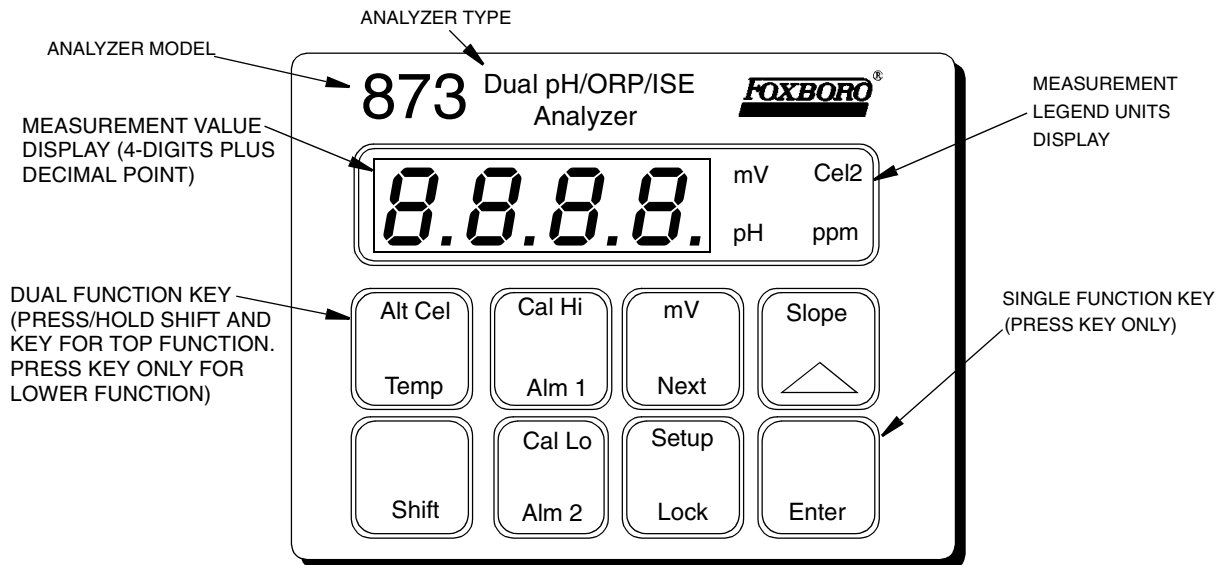 ANALYZER TYPE
ANALYZER MODEL
873
Dual pH/ORP/ISE
Analyzer
FOXBORO®
MEASUREMENT
LEGEND UNITS
DISPLAY
MEASUREMENT VALUE
DISPLAY (4-DIGITS PLUS
DECIMAL POINT)
8.8.8.8.
mV Cel2
pH ppm
DUAL FUNCTION KEY
(PRESS/HOLD SHIFT AND
KEY FOR TOP FUNCTION.
PRESS KEY ONLY FOR
LOWER FUNCTION)
SINGLE FUNCTION KEY
(PRESS KEY ONLY)
Alt Cel
Temp
Cal Hi
Alm 1
mV
Next
Slope
Shift
Cal Lo
Alm 2
Setup
Lock
Enter